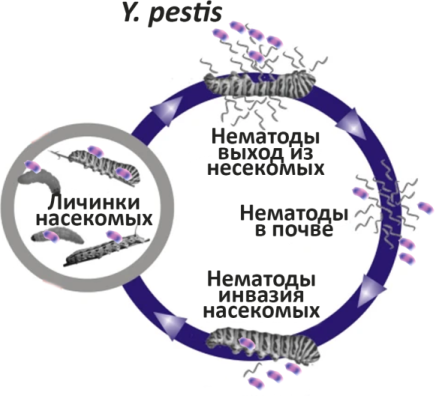 Y. pestis
Нематоды
выход из
несекомых
Личинки
насекомых
Нематоды
в почве
Нематоды
инвазия
насекомых